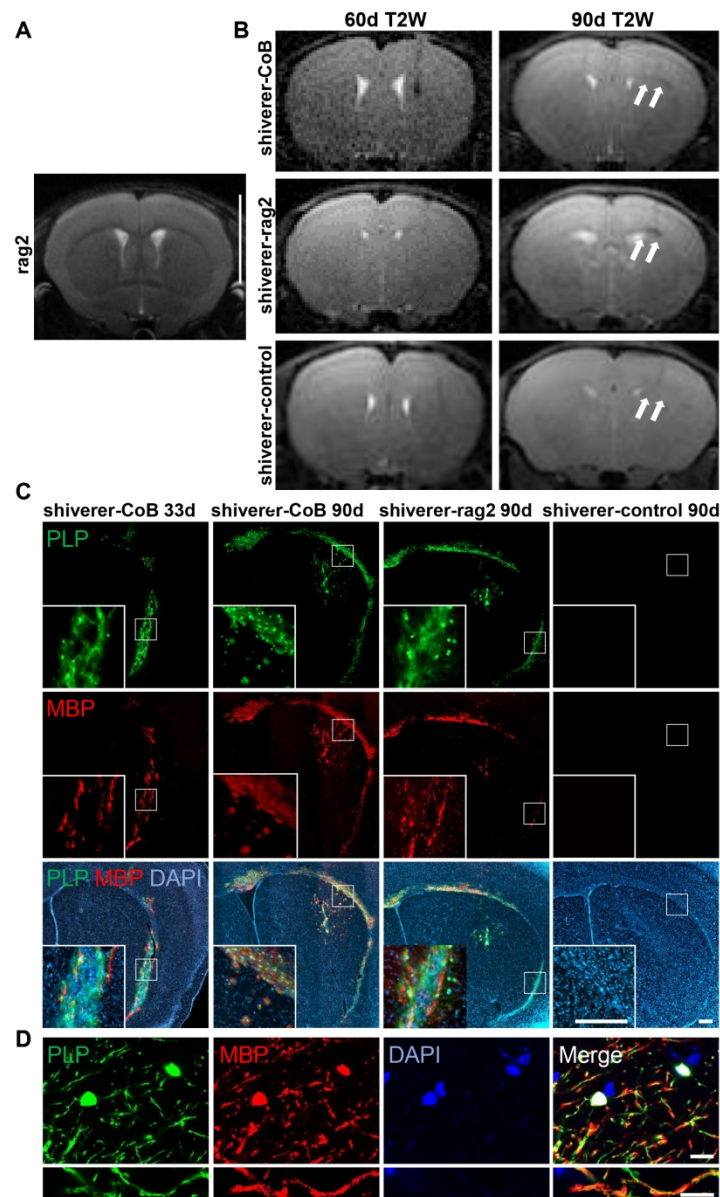 A
B
60d T2W
90d T2W
rag2
shiverer-CoB
shiverer-rag2
shiverer-control
C
shiverer-CoB 33d
shiverer-CoB 90d
shiverer-rag2 90d
shiverer-control 90d
PLP
MBP
PLP MBP DAPI
D
PLP
MBP
DAPI
Merge